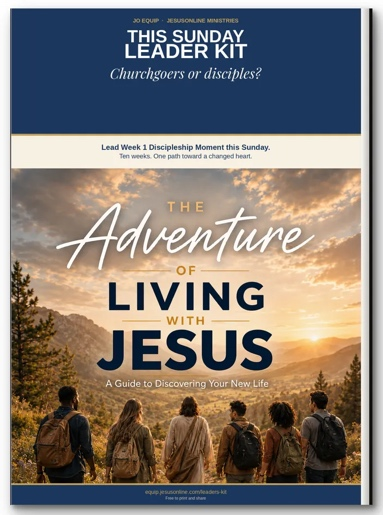 JO EQUIP · JESUSONLINE MINISTRIES
THIS SUNDAY
LEADER KIT
Churchgoers or disciples?
Lead Week 1 Discipleship Moment this Sunday.
Ten weeks. One path toward a changed heart.
THE
Adventure
OF
LIVING
WITH
JESUS
A Guide to Discovering Your New Life
equip.jesusonline.com/leaders-kit
Free to print and share